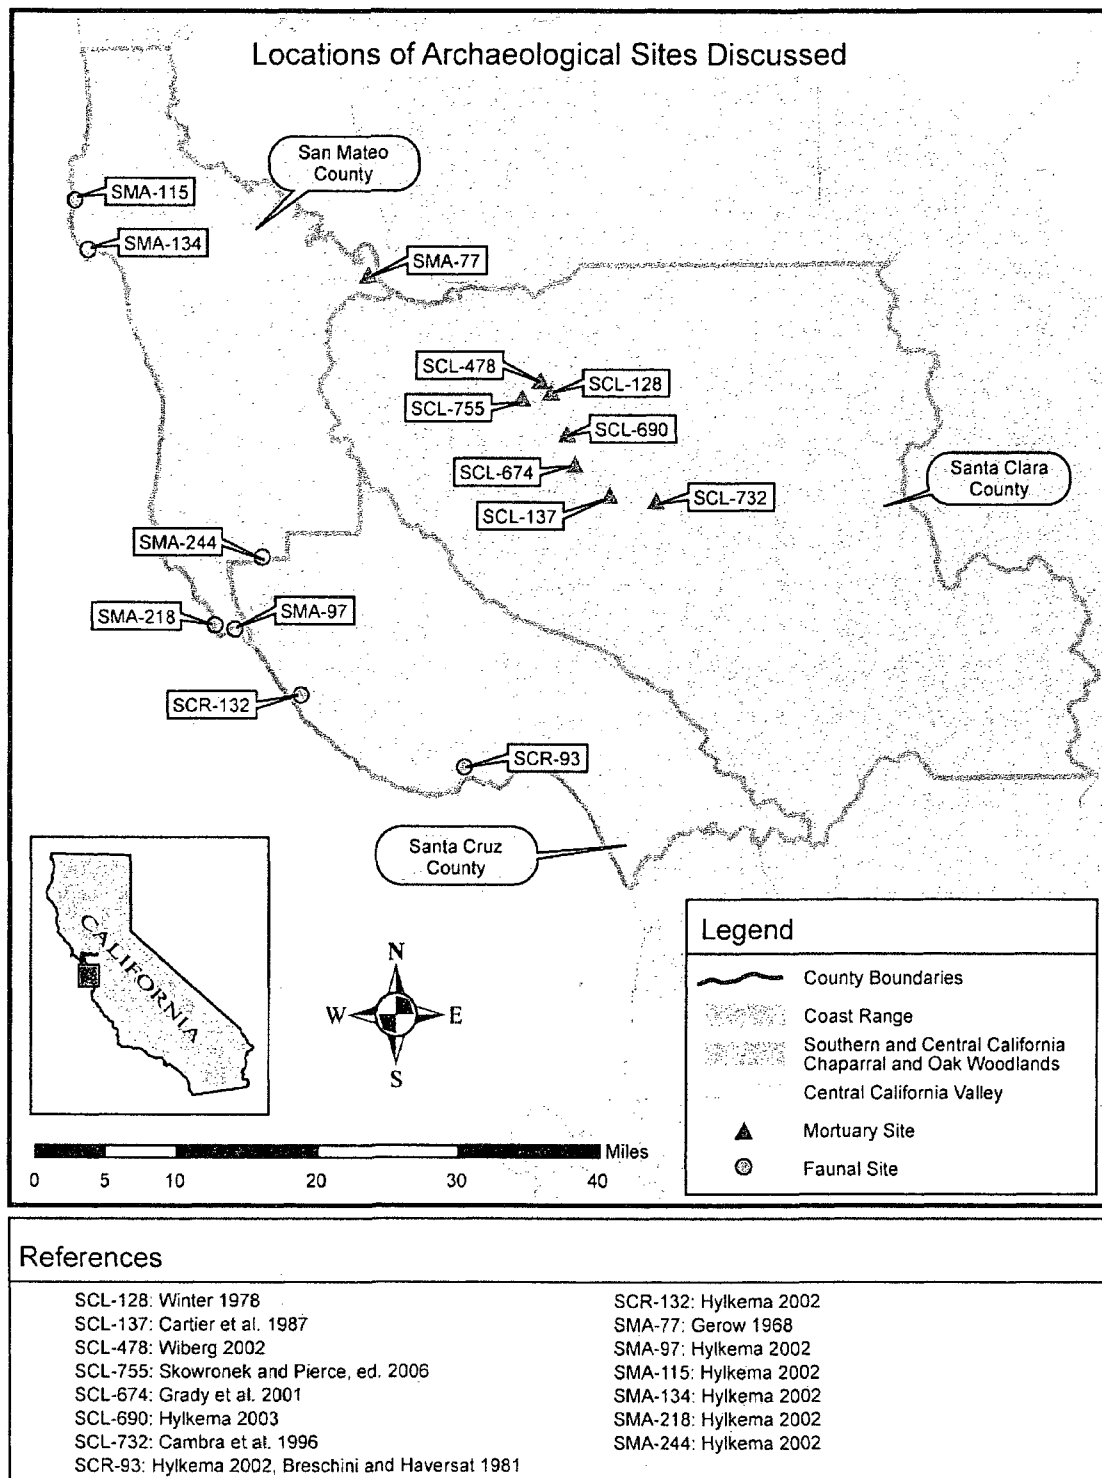 Locations of Archaeological Sites Discussed
San Mateo
County
SMA-115
SMA-134
SMA-77
SCL-478
SCL-128
SCL-755
SCL-690
SCL-674
Santa Clara
County
SCL-137
SCL-732
SMA-244
SMA-218
SMA-97
SCR-132
SCR-93
Santa Cruz
County
CALIFORNIA
N
W
E
S
Miles
0
5
10
20
30
40
Legend
County Boundaries
Coast Range
Southern and Central California
Chaparral and Oak Woodlands
Central California Valley
Mortuary Site
Faunal Site
References
SCL-128: Winter 1978
SCL-137: Cartier et al. 1987
SCL-478: Wiberg 2002
SCL-755: Skowronek and Pierce, ed. 2006
SCL-674: Grady et al. 2001
SCL-690: Hylkema 2003
SCL-732: Cambra et al. 1996
SCR-93: Hylkema 2002, Breschini and Haversat 1981
SCR-132: Hylkema 2002
SMA-77: Gerow 1968
SMA-97: Hylkema 2002
SMA-115: Hylkema 2002
SMA-134: Hylkema 2002
SMA-218: Hylkema 2002
SMA-244: Hylkema 2002